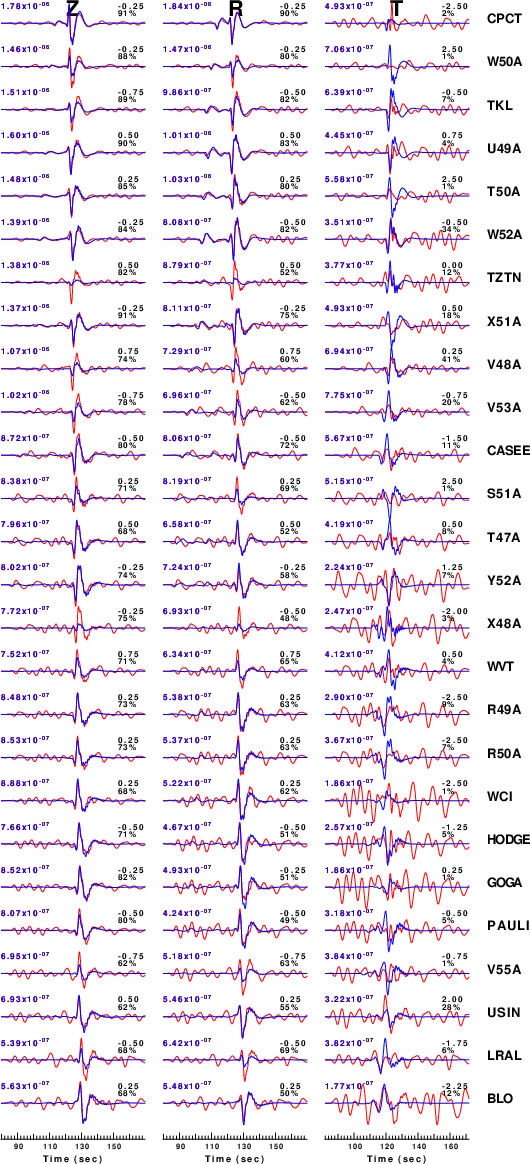 Z R T
1.78x10-06 -0.25 91% 1.84x10-06 -0.25 90% 4.93x10-07 -2.50 2% CPCT
1.46x10-06 -0.25 88% 1.47x10-06 -0.25 80% 7.06x10-07 2.50 1% W50A
1.51x10-06 -0.75 89% 9.86x10-07 -0.50 82% 6.39x10-07 -0.50 7% TKL
1.60x10-06 0.50 90% 1.01x10-06 0.50 83% 4.45x10-07 0.75 4% U49A
1.48x10-06 0.25 85% 1.03x10-06 0.25 80% 5.58x10-07 2.50 1% T50A
1.39x10-06 -0.25 84% 8.08x10-07 -0.50 82% 3.51x10-07 -0.50 34% W52A
1.38x10-06 0.50 82% 8.79x10-07 0.50 52% 3.77x10-07 0.00 12% TZTN
1.37x10-06 -0.25 91% 8.11x10-07 -0.25 75% 4.93x10-07 0.50 18% X51A
1.07x10-06 0.75 74% 7.29x10-07 0.75 60% 6.94x10-07 0.25 41% V48A
1.02x10-06 -0.75 78% 6.96x10-07 -0.50 62% 7.75x10-07 -0.75 20% V53A
8.72x10-07 -0.50 80% 8.06x10-07 -0.50 72% 5.67x10-07 -1.50 11% CASEE
8.38x10-07 0.25 71% 8.19x10-07 0.25 69% 5.15x10-07 2.50 1% S51A
7.96x10-07 0.50 68% 6.58x10-07 0.50 52% 4.19x10-07 0.50 8% T47A
8.02x10-07 -0.25 74% 7.24x10-07 -0.25 58% 2.24x10-07 1.25 7% Y52A
7.72x10-07 -0.25 75% 6.93x10-07 -0.50 48% 2.47x10-07 -2.00 3% X48A
7.52x10-07 0.75 71% 6.34x10-07 0.75 65% 4.12x10-07 0.50 4% WVT
8.48x10-07 0.25 73% 5.38x10-07 0.25 63% 2.90x10-07 -2.50 9% R49A
8.53x10-07 0.25 73% 5.37x10-07 0.25 63% 3.67x10-07 -2.50 7% R50A
8.88x10-07 0.25 68% 5.22x10-07 0.25 62% 1.86x10-07 -2.50 1% WCI
7.66x10-07 -0.50 71% 4.67x10-07 -0.50 51% 2.57x10-07 -1.25 5% HODGE
8.52x10-07 -0.25 82% 4.93x10-07 -0.25 51% 1.86x10-07 0.25 1% GOGA
8.07x10-07 -0.50 80% 4.24x10-07 -0.50 49% 3.18x10-07 -0.50 5% PAULI
6.95x10-07 -0.75 62% 5.18x10-07 -0.75 63% 3.84x10-07 -0.75 1% V55A
6.93x10-07 0.50 62% 5.46x10-07 0.25 55% 3.22x10-07 2.00 28% USIN
5.39x10-07 -0.50 68% 6.42x10-07 -0.50 69% 3.82x10-07 -1.75 6% LRAL
5.63x10-07 0.25 68% 5.48x10-07 0.25 50% 1.77x10-07 -2.25 12% BLO
90 110 130 150 110 130 150 100 120 140 160
Time (sec) Time (sec) Time (sec)